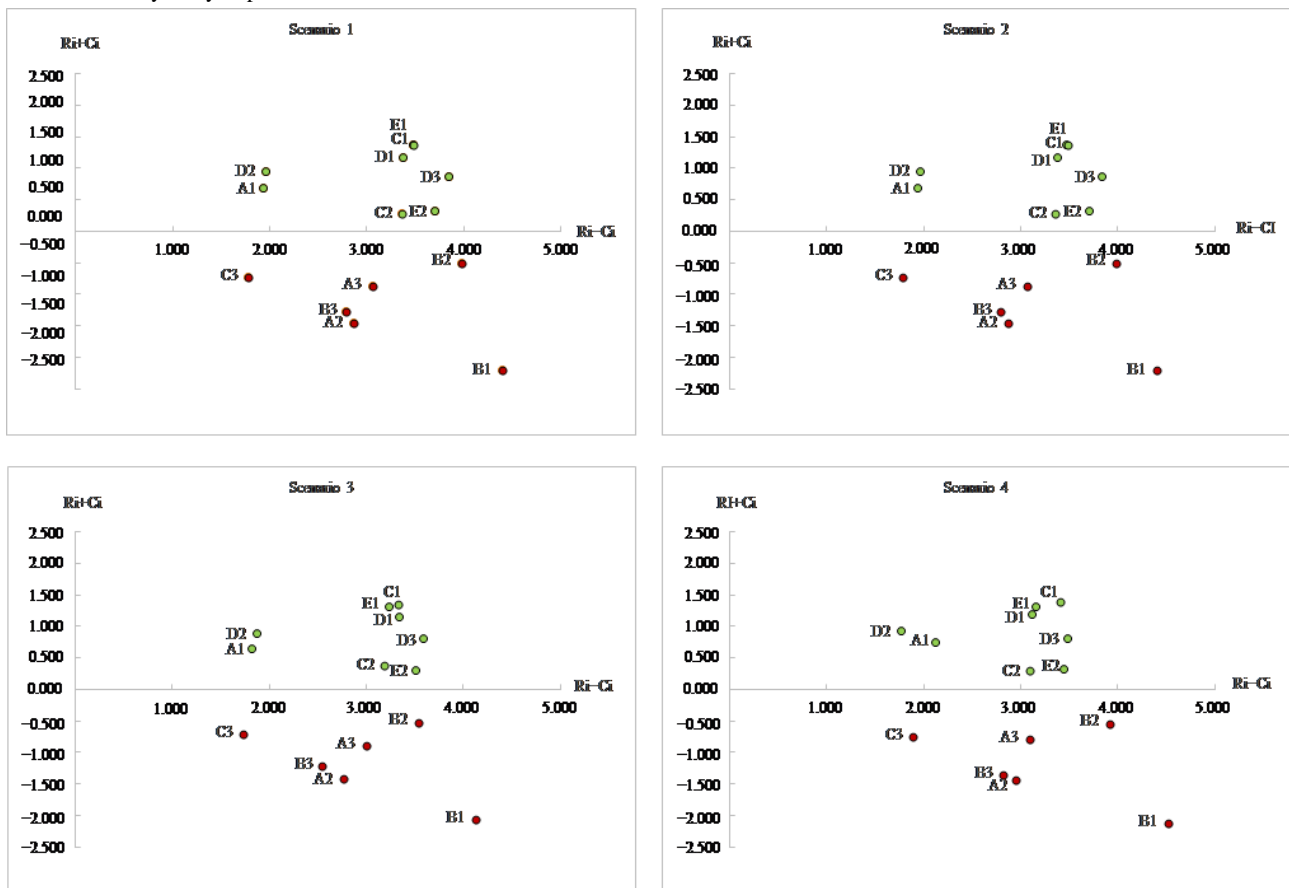 Scenario 1
Ri+Ci
2.500
2.000
1.500
1.000
0.500
0.000
−0.500
−1.000
−1.500
−2.000
−2.500
E1
C1
D1
D2
D3
A1
C2
E2
Ri−Ci
1.000
2.000
3.000
4.000
5.000
B2
C3
A3
B3
A2
B1
Scenario 2
Ri+Ci
2.500
2.000
1.500
1.000
0.500
0.000
−0.500
−1.000
−1.500
−2.000
−2.500
E1
C1
D1
D2
D3
A1
C2
E2
Ri−CI
1.000
2.000
3.000
4.000
5.000
B2
C3
A3
B3
A2
B1
Scenario 3
Ri+Ci
2.500
2.000
1.500
1.000
0.500
0.000
−0.500
−1.000
−1.500
−2.000
−2.500
C1
E1
D1
D2
D3
A1
C2
E2
Ri−Ci
1.000
2.000
3.000
4.000
5.000
B2
C3
A3
B3
A2
B1
Scenario 4
RI+Ci
2.500
2.000
1.500
1.000
0.500
0.000
−0.500
−1.000
−1.500
−2.000
−2.500
C1
E1
D1
D2
A1
D3
C2
E2
Ri−Ci
1.000
2.000
3.000
4.000
5.000
B2
C3
A3
B3
A2
B1